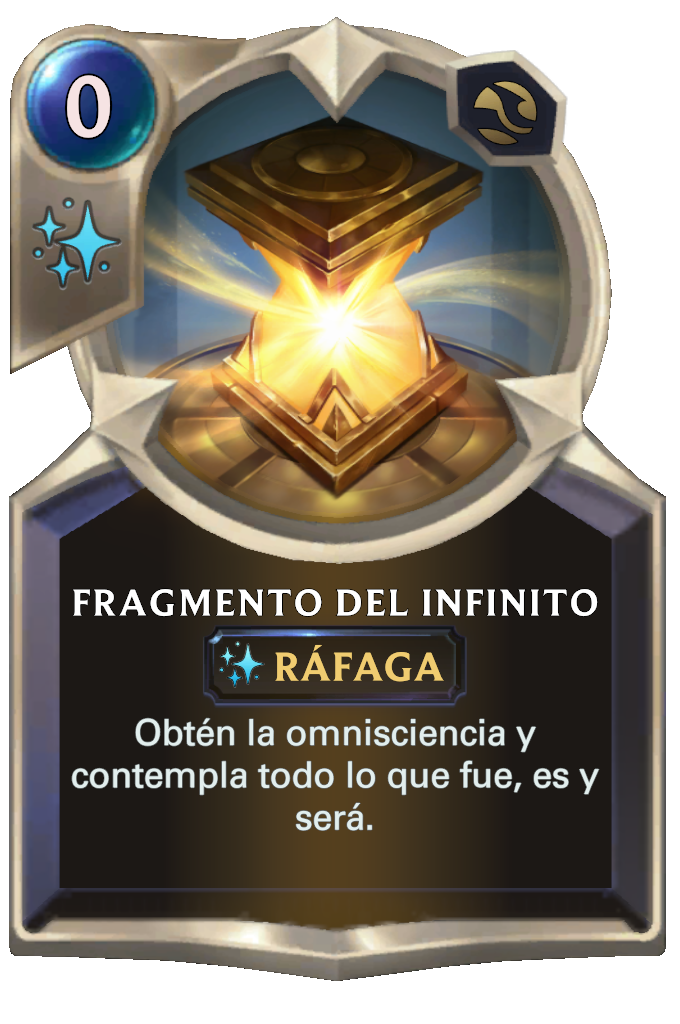 0
FRAGMENTO DEL INFINITO
RÁFAGA
Obtén la omnisciencia y
contempla todo lo que fue, es y
será.